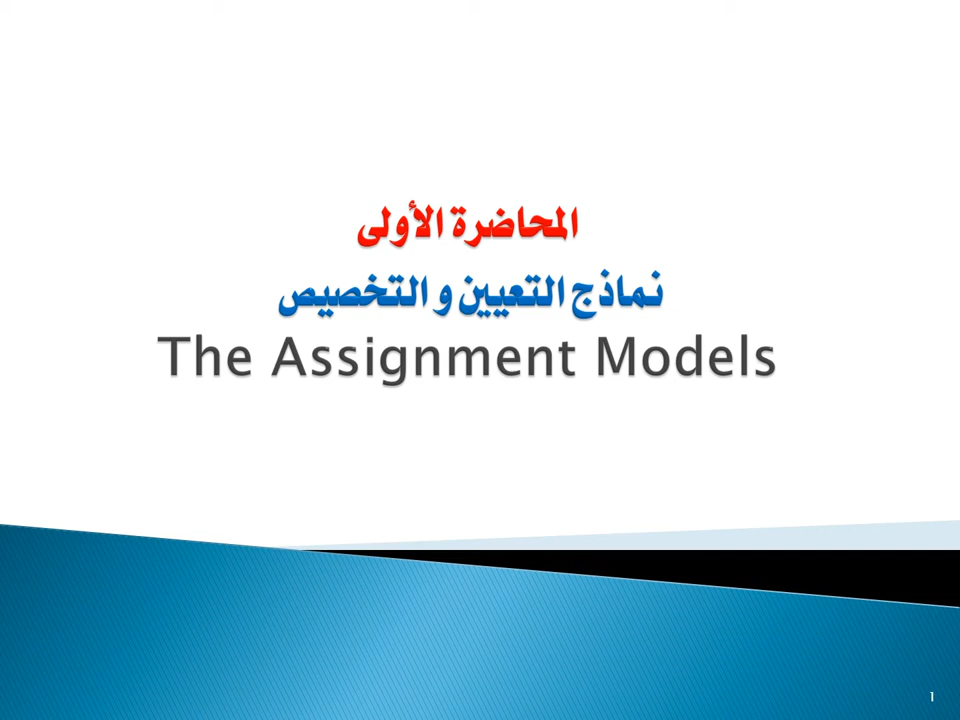 المحاضرة الأولى
نماذج التعيين و التخصيص
The Assignment Models
1